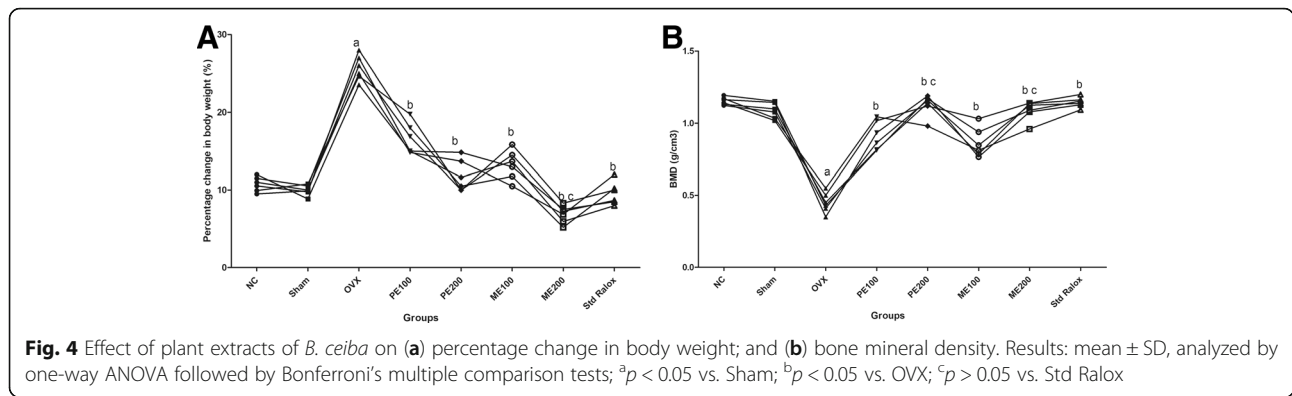 A
Percentage change in body weight (%)
30
20
10
0
a
b
b
b
b c
b
NC
Sham
OVX
PE100
PE200
ME100
ME200
Std Ralox
Groups
B
BMD (g/cm3)
1.5
1.0
0.5
0.0
a
b
b c
b
b c
b
NC
Sham
OVX
PE100
PE200
ME100
ME200
Std Ralox
Groups
Fig. 4 Effect of plant extracts of B. ceiba on (a) percentage change in body weight; and (b) bone mineral density. Results: mean ± SD, analyzed by
one-way ANOVA followed by Bonferroni's multiple comparison tests; ᵃp < 0.05 vs. Sham; ᵇp < 0.05 vs. OVX; ᶜp > 0.05 vs. Std Ralox